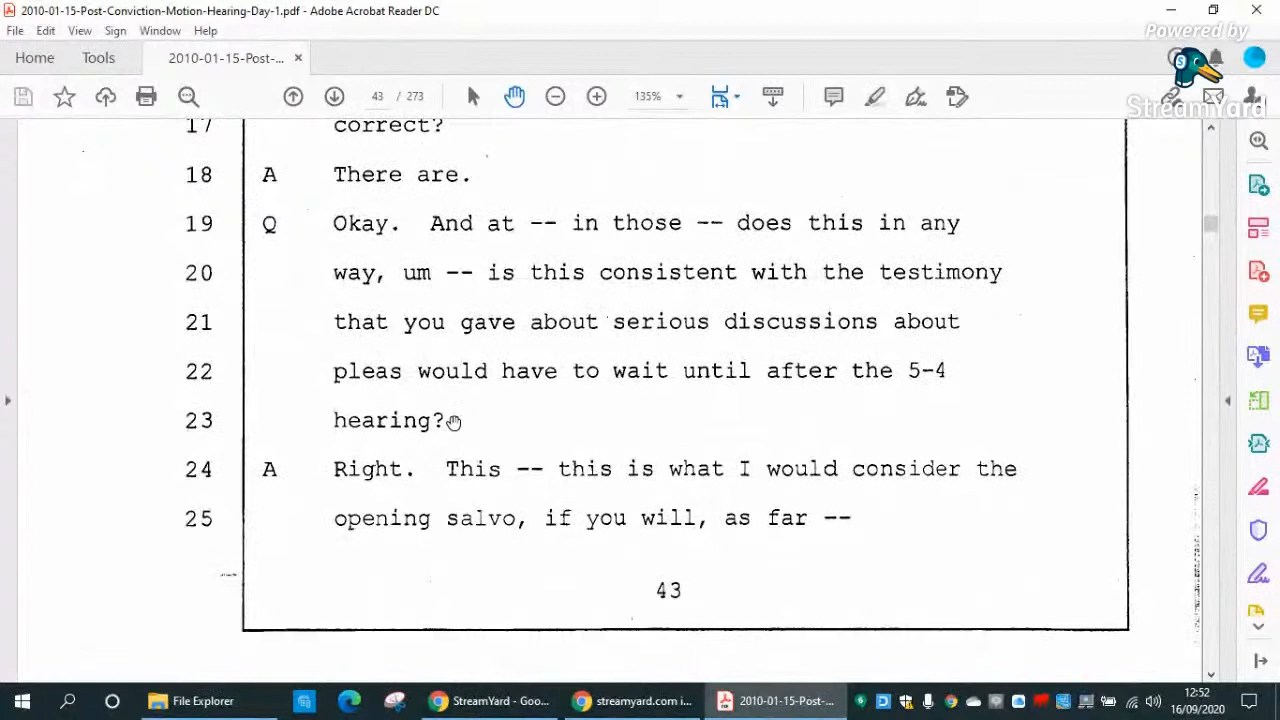 2010-01-15-Post-Conviction-Motion-Hearing-Day-1.pdf - Adobe Acrobat Reader DC
File Edit View Sign Window Help
Powered by
StreamYard
Home Tools 2010-01-15-Post-...
43 / 273 135%
17 correct?
18 A There are.
19 Q Okay. And at -- in those -- does this in any
20 way, um -- is this consistent with the testimony
21 that you gave about serious discussions about
22 pleas would have to wait until after the 5-4
23 hearing?
24 A Right. This -- this is what I would consider the
25 opening salvo, if you will, as far --
43
File Explorer StreamYard - Goo... streamyard.com i... 2010-01-15-Post-...
12:52
16/09/2020